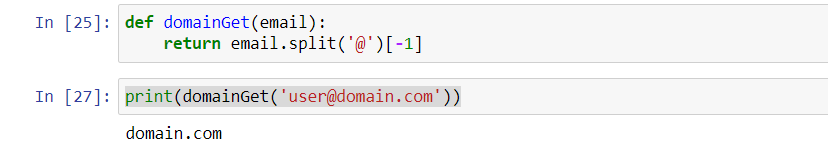 In [25]: def domainGet(email):
    return email.split('@')[-1]
In [27]: print(domainGet('user@domain.com'))
domain.com